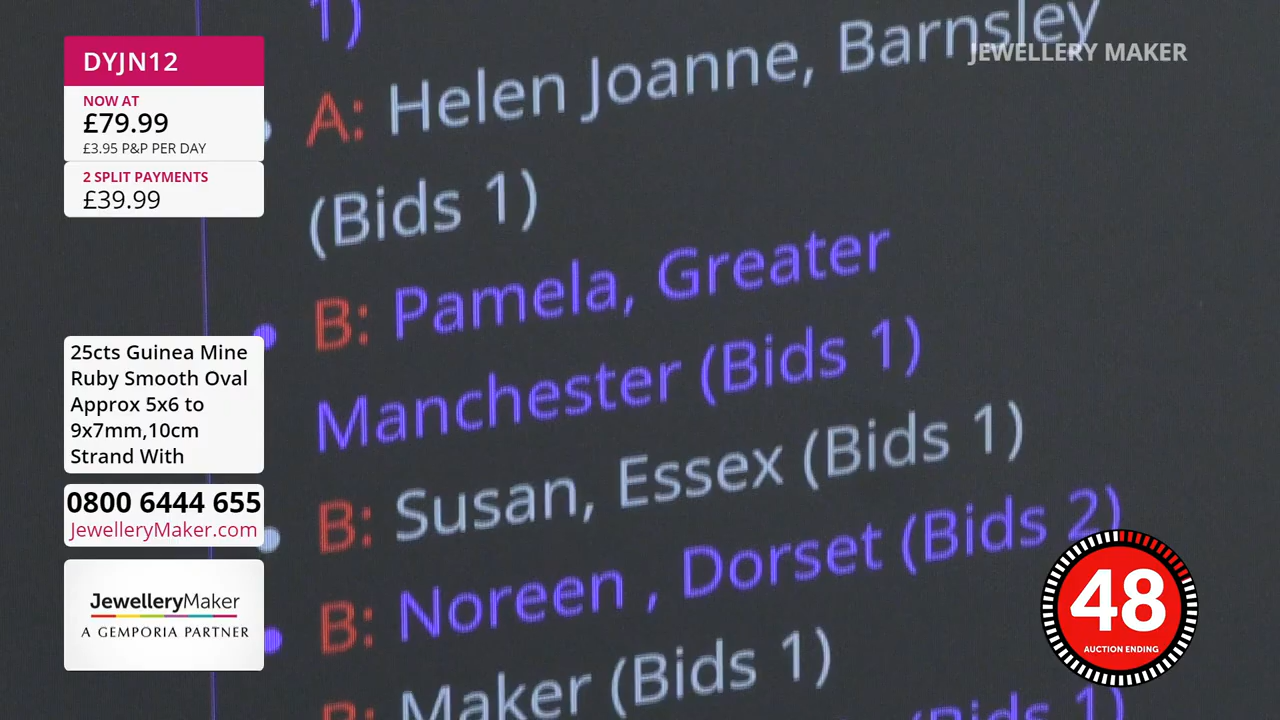 1)
JEWELLERY MAKER
A: Helen Joanne, Barnsley
(Bids 1)
B: Pamela, Greater
Manchester (Bids 1)
B: Susan, Essex (Bids 1)
B: Noreen , Dorset (Bids 2)
B: Maker (Bids 1)
(Bids 1)
DYJN12
NOW AT
£79.99
£3.95 P&P PER DAY
2 SPLIT PAYMENTS
£39.99
25cts Guinea Mine
Ruby Smooth Oval
Approx 5x6 to
9x7mm,10cm
Strand With
0800 6444 655
JewelleryMaker.com
JewelleryMaker
A GEMPORIA PARTNER
48
AUCTION ENDING